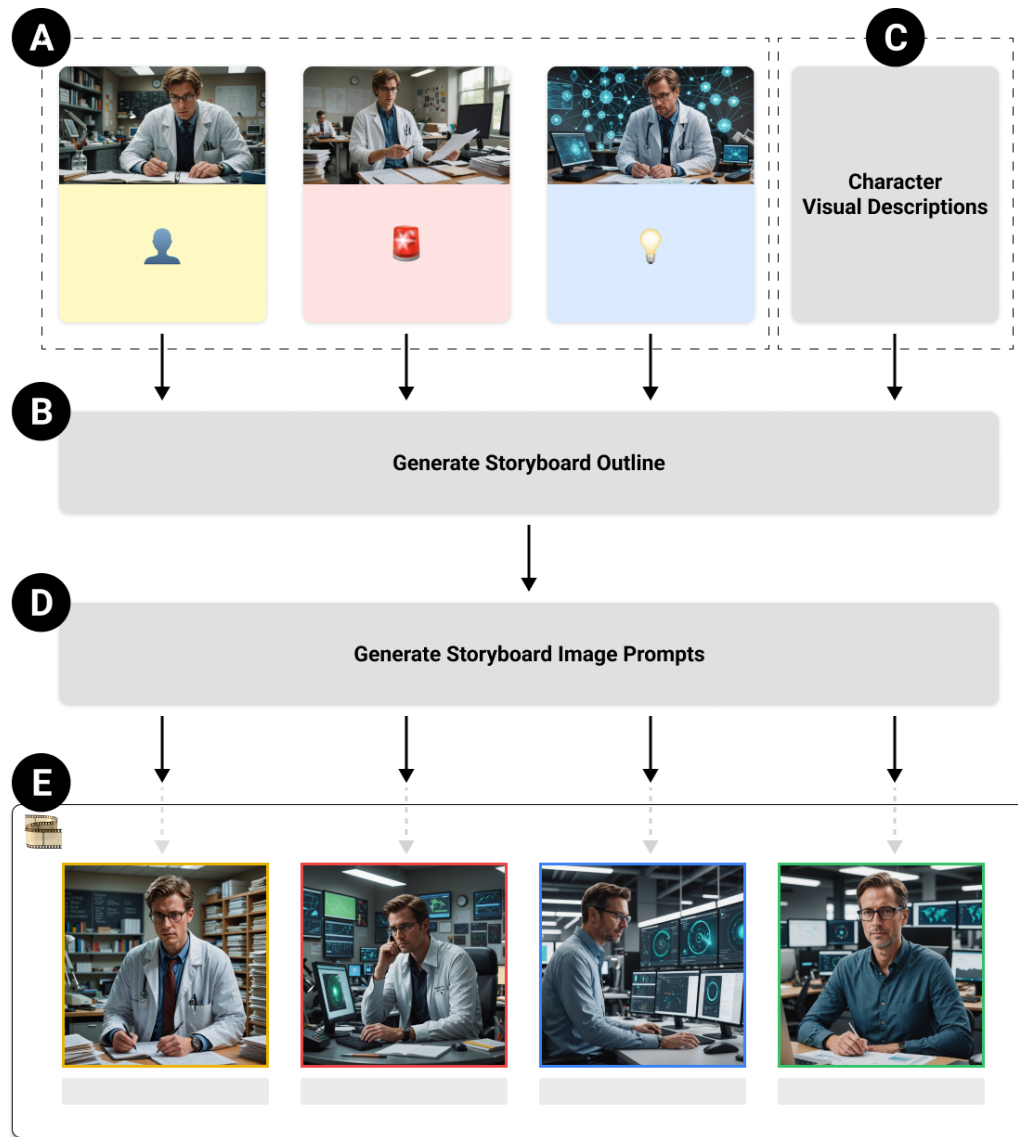 A
C
Character
Visual Descriptions
B
Generate Storyboard Outline
D
Generate Storyboard Image Prompts
E